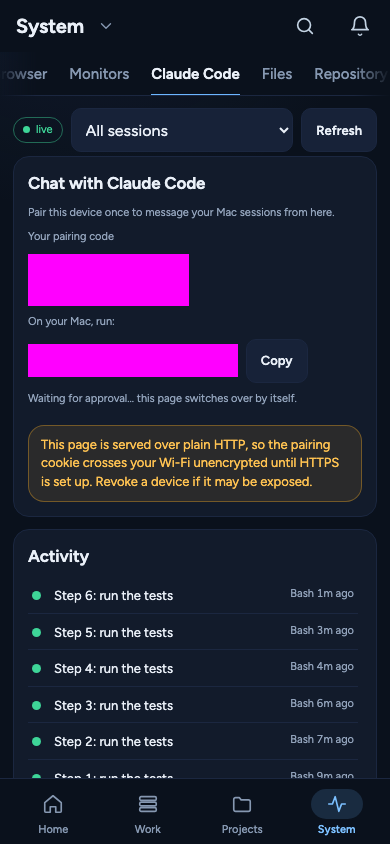 System
Monitors
Claude Code
Files
Repository
live
All sessions
Refresh
Chat with Claude Code
Pair this device once to message your Mac sessions from here.
Your pairing code
On your Mac, run:
Copy
Waiting for approval... this page switches over by itself.
This page is served over plain HTTP, so the pairing
cookie crosses your Wi-Fi unencrypted until HTTPS
is set up. Revoke a device if it may be exposed.
Activity
Step 6: run the tests
Bash 1m ago
Step 5: run the tests
Bash 3m ago
Step 4: run the tests
Bash 4m ago
Step 3: run the tests
Bash 6m ago
Step 2: run the tests
Bash 7m ago
Step 1: run the tests
Bash 9m ago
Home
Work
Projects
System